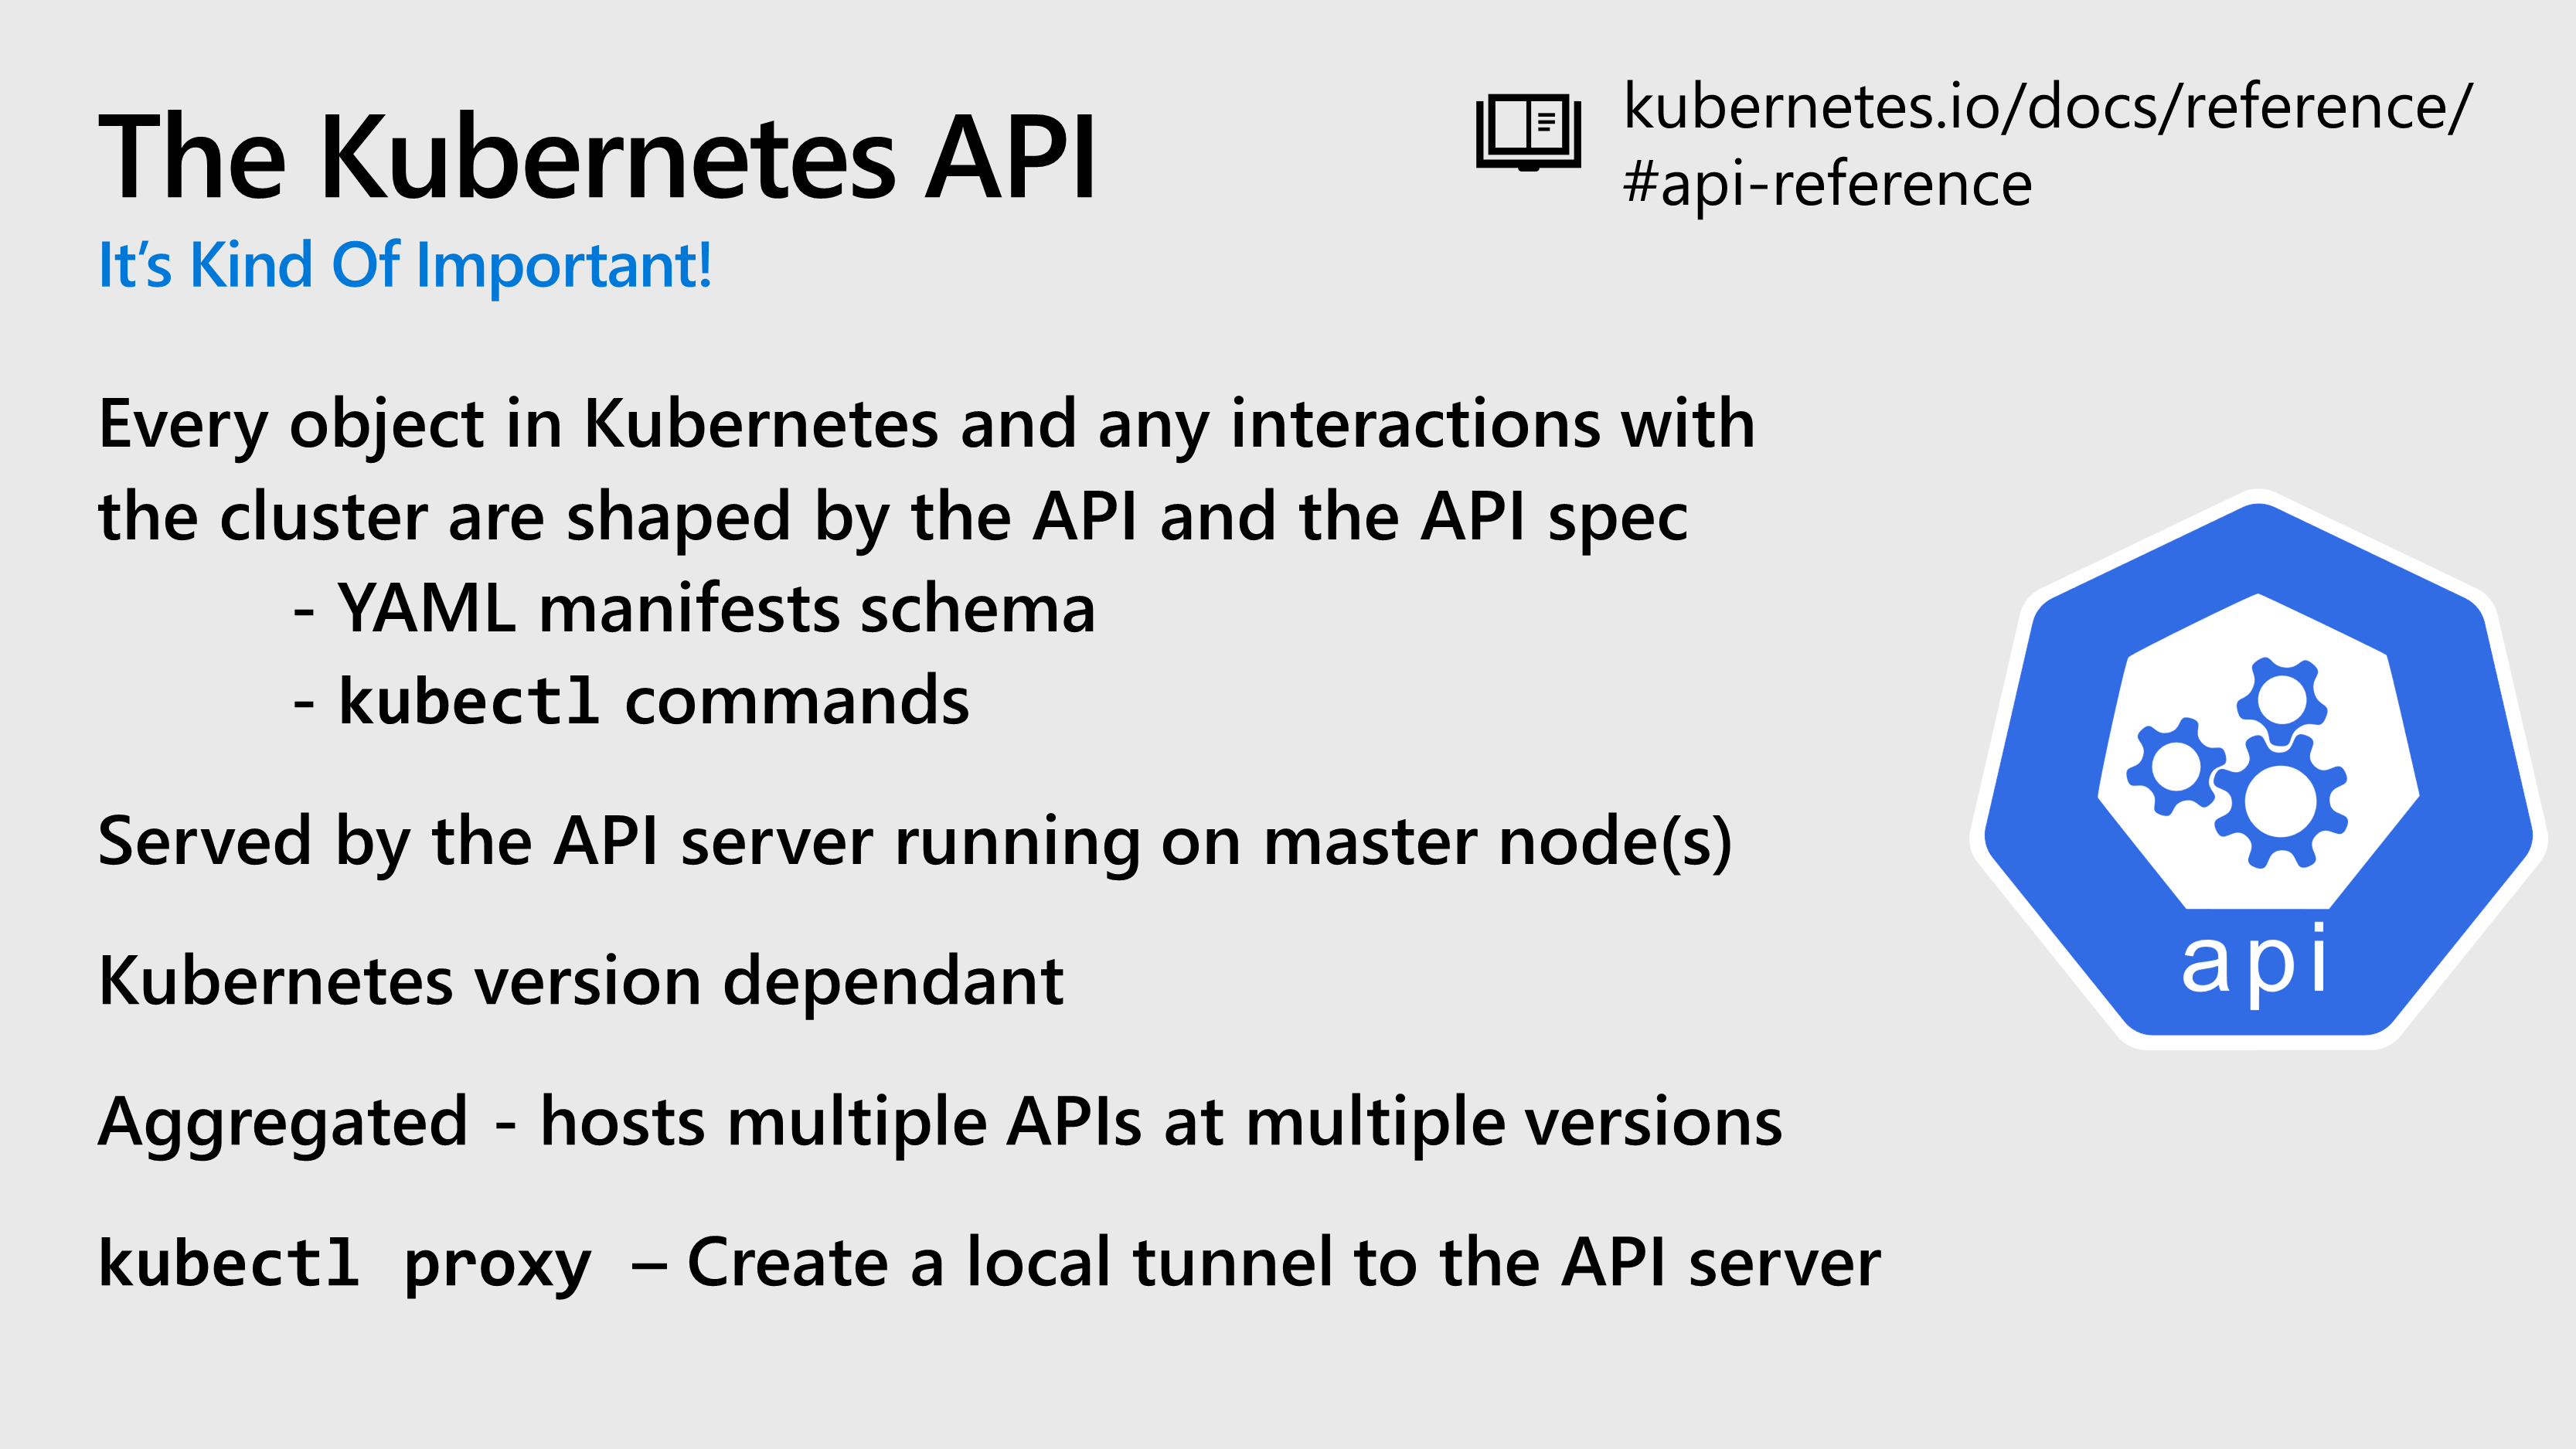 The Kubernetes API
It’s Kind Of Important!
kubernetes.io/docs/reference/
#api-reference
Every object in Kubernetes and any interactions with
the cluster are shaped by the API and the API spec
- YAML manifests schema
- kubectl commands
Served by the API server running on master node(s)
Kubernetes version dependant
Aggregated - hosts multiple APIs at multiple versions
kubectl proxy – Create a local tunnel to the API server
api